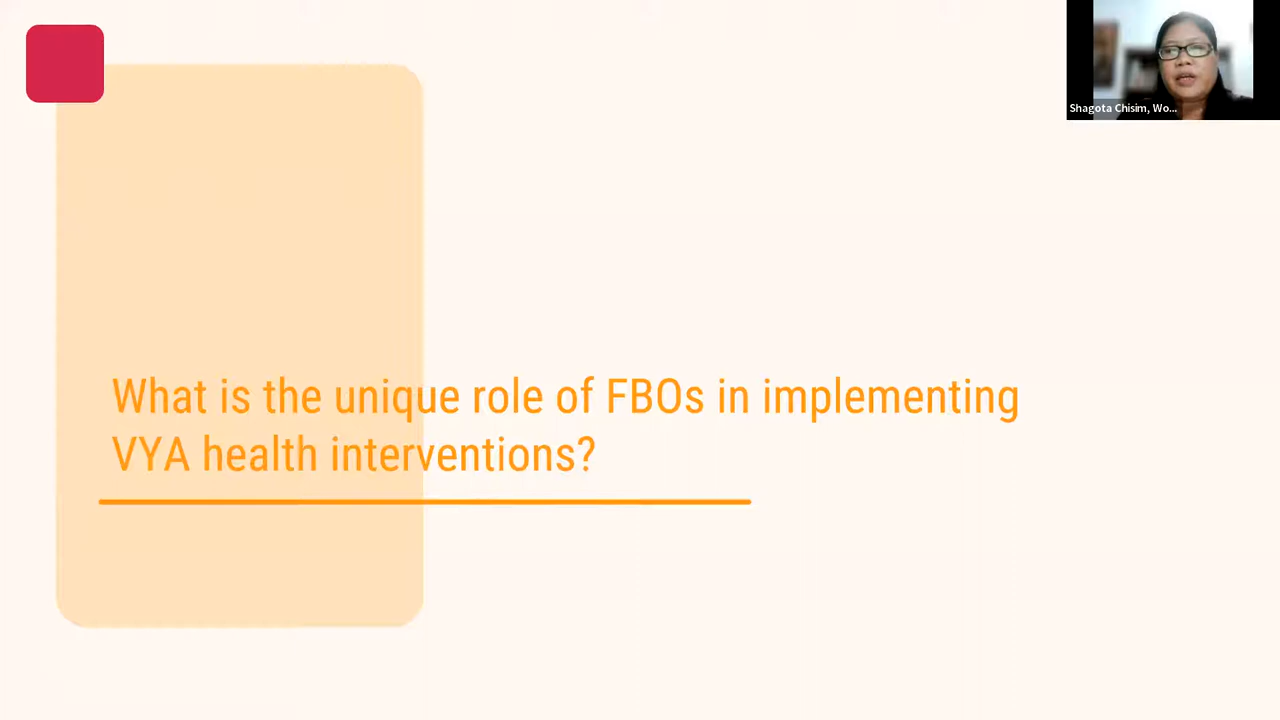 Shagota Chisim, Wo...
What is the unique role of FBOs in implementing
VYA health interventions?